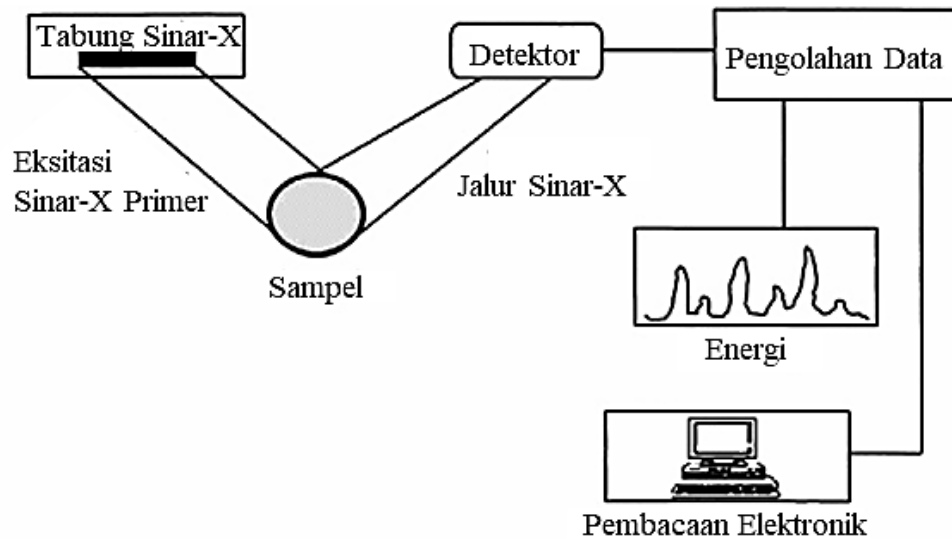 Tabung Sinar-X
Detektor
Pengolahan Data
Eksitasi
Sinar-X Primer
Jalur Sinar-X
Sampel
Energi
Pembacaan Elektronik